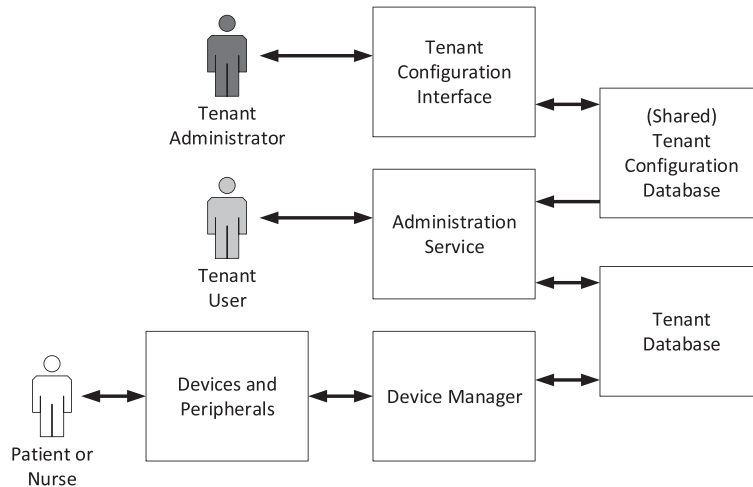 Tenant
Administrator
Tenant
Configuration
Interface
(Shared)
Tenant
Configuration
Database
Tenant
User
Administration
Service
Tenant
Database
Patient or
Nurse
Devices and
Peripherals
Device Manager